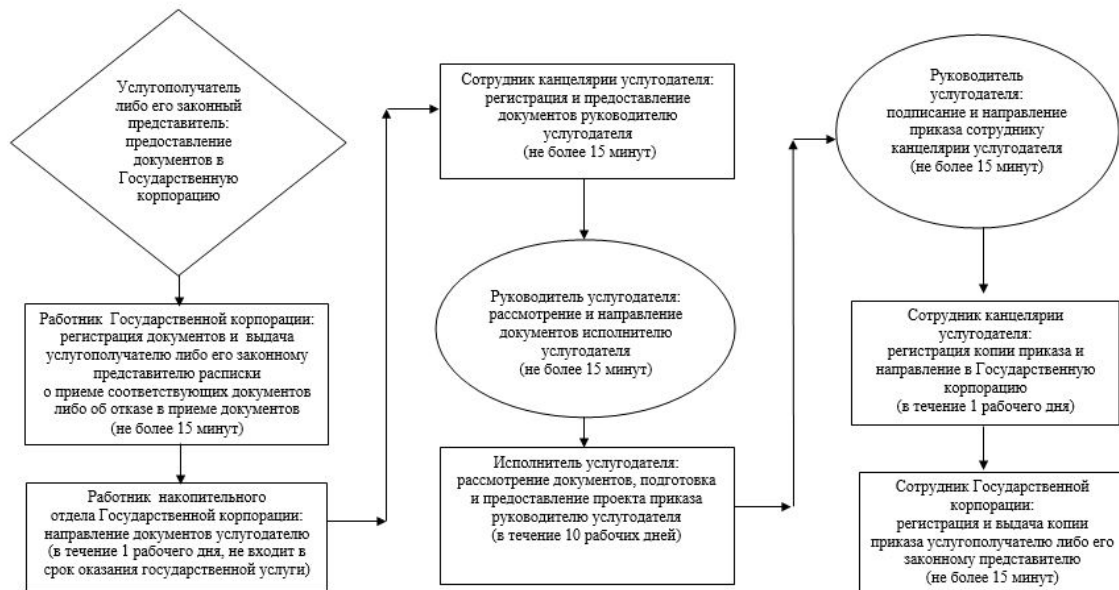 Услугополучатель
либо его законный
представитель:
предоставление
документов в
Государственную
корпорацию
Работник Государственной корпорации:
регистрация документов и выдача
услугополучателю либо его законному
представителю расписки
о приеме соответствующих документов
либо об отказе в приеме документов
(не более 15 минут)
Работник накопительного
отдела Государственной корпорации:
направление документов услугодателю
(в течение 1 рабочего дня, не входит в
срок оказания государственной услуги)
Сотрудник канцелярии услугодателя:
регистрация и предоставление
документов руководителю
услугодателя
(не более 15 минут)
Руководитель услугодателя:
рассмотрение и направление
документов исполнителю
услугодателя
(не более 15 минут)
Исполнитель услугодателя:
рассмотрение документов, подготовка
и предоставление проекта приказа
руководителю услугодателя
(в течение 10 рабочих дней)
Руководитель
услугодателя:
подписание и направление
приказа сотруднику
канцелярии услугодателя
(не более 15 минут)
Сотрудник канцелярии
услугодателя:
регистрация копии приказа и
направление в Государственную
корпорацию
(в течение 1 рабочего дня)
Сотрудник Государственной
корпорации:
регистрация и выдача копии
приказа услугополучателю либо его
законному представителю
(не более 15 минут)